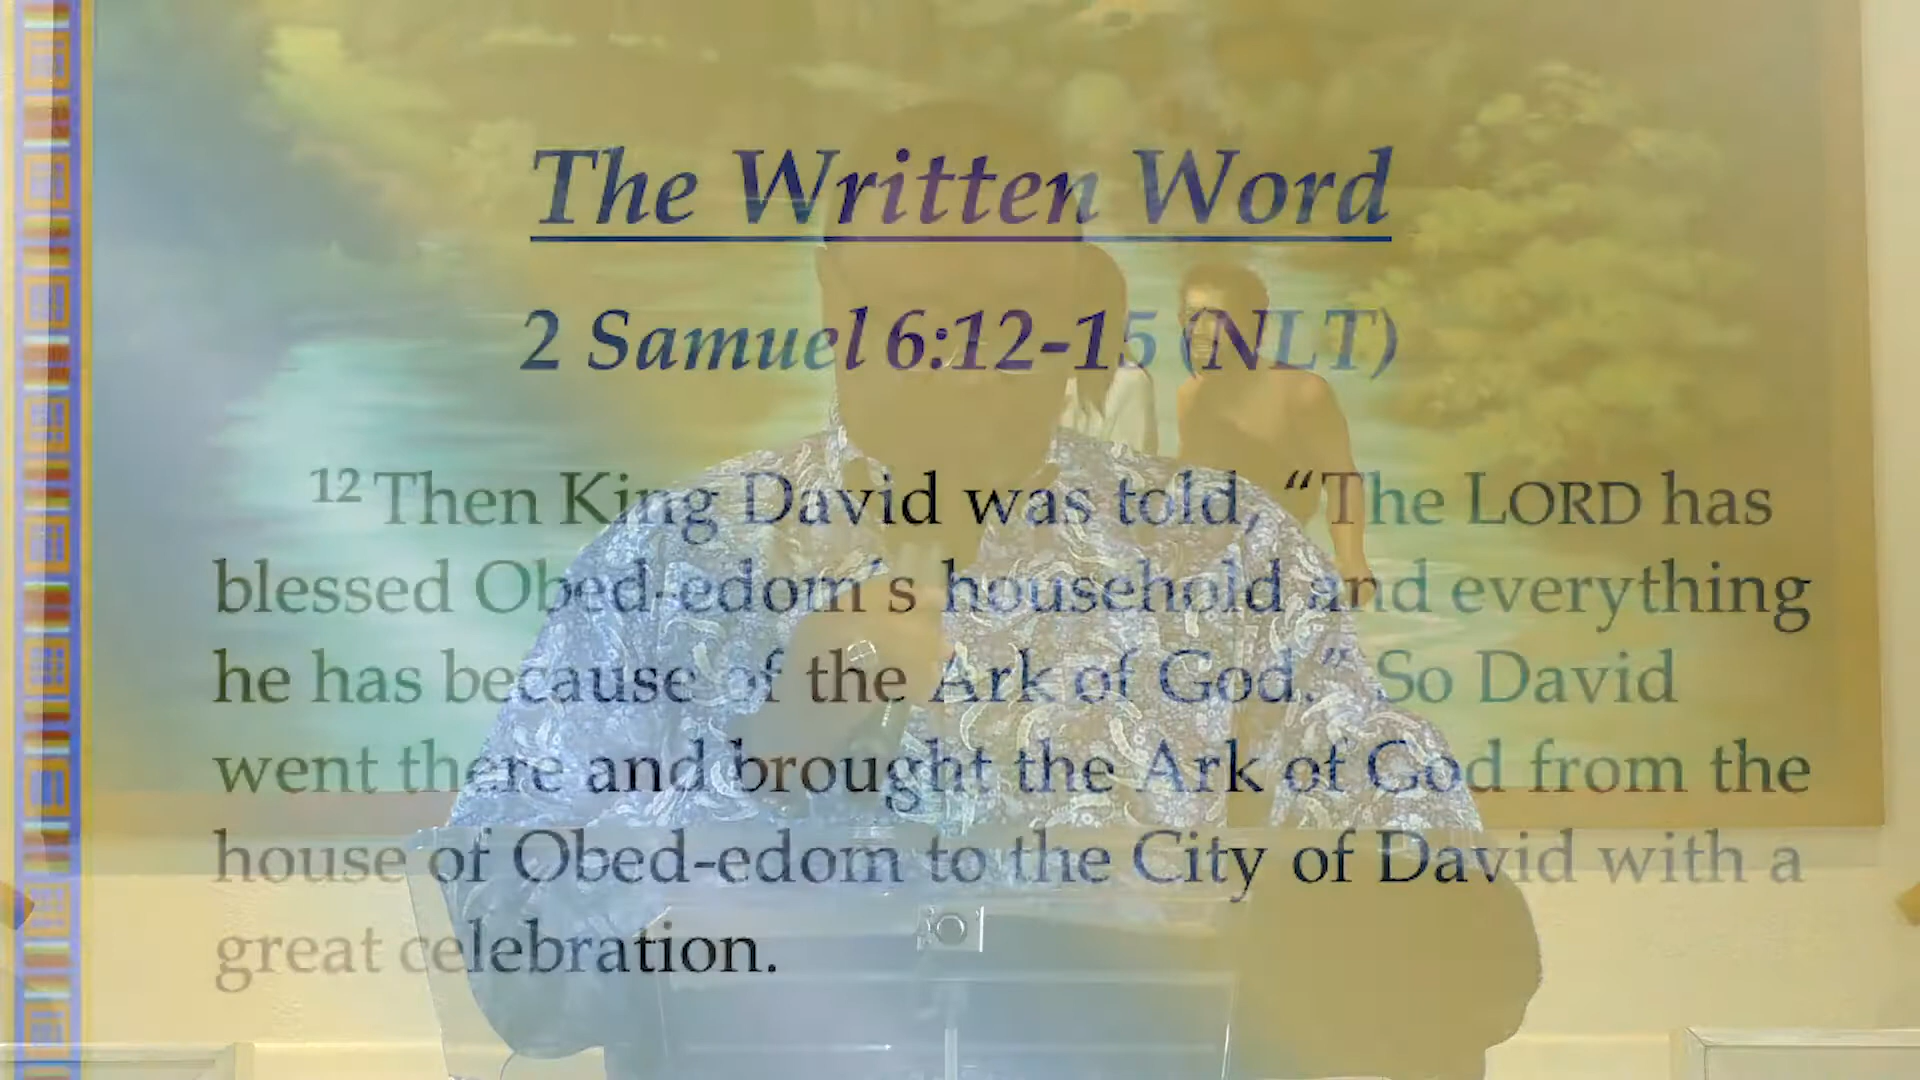 The Written Word
2 Samuel 6:12-15 (NLT)
12 Then King David was told, “The LORD has
blessed Obed-edom’s household and everything
he has because of the Ark of God.” So David
went there and brought the Ark of God from the
house of Obed-edom to the City of David with a
great celebration.